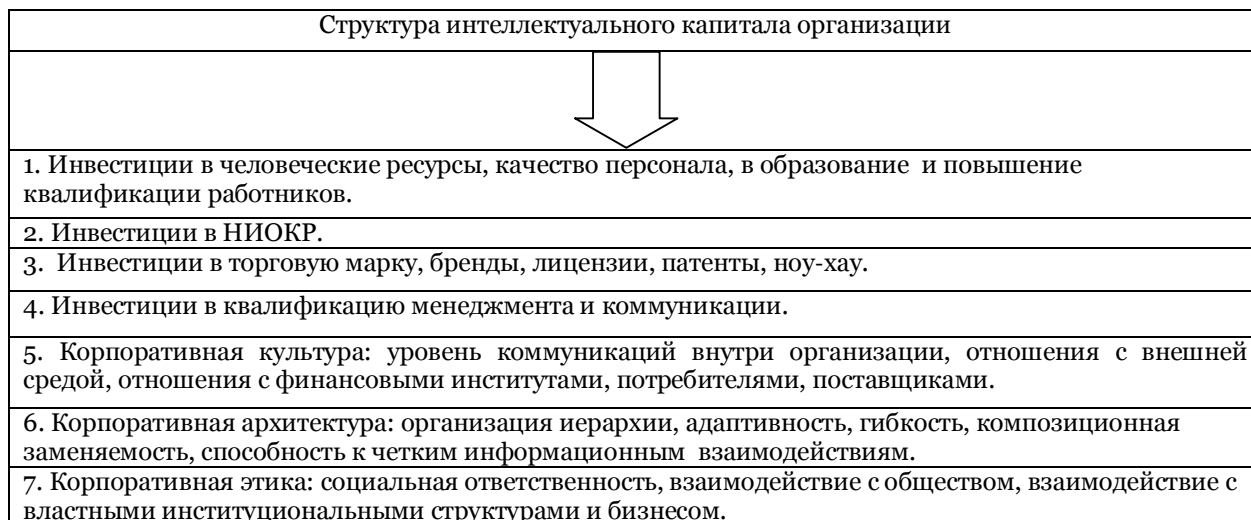 Структура интеллектуального капитала организации
1. Инвестиции в человеческие ресурсы, качество персонала, в образование и повышение
квалификации работников.
2. Инвестиции в НИОКР.
3. Инвестиции в торговую марку, бренды, лицензии, патенты, ноу-хау.
4. Инвестиции в квалификацию менеджмента и коммуникации.
5. Корпоративная культура: уровень коммуникаций внутри организации, отношения с внешней
средой, отношения с финансовыми институтами, потребителями, поставщиками.
6. Корпоративная архитектура: организация иерархии, адаптивность, гибкость, композиционная
заменяемость, способность к четким информационным взаимодействиям.
7. Корпоративная этика: социальная ответственность, взаимодействие с обществом, взаимодействие с
властными институциональными структурами и бизнесом.